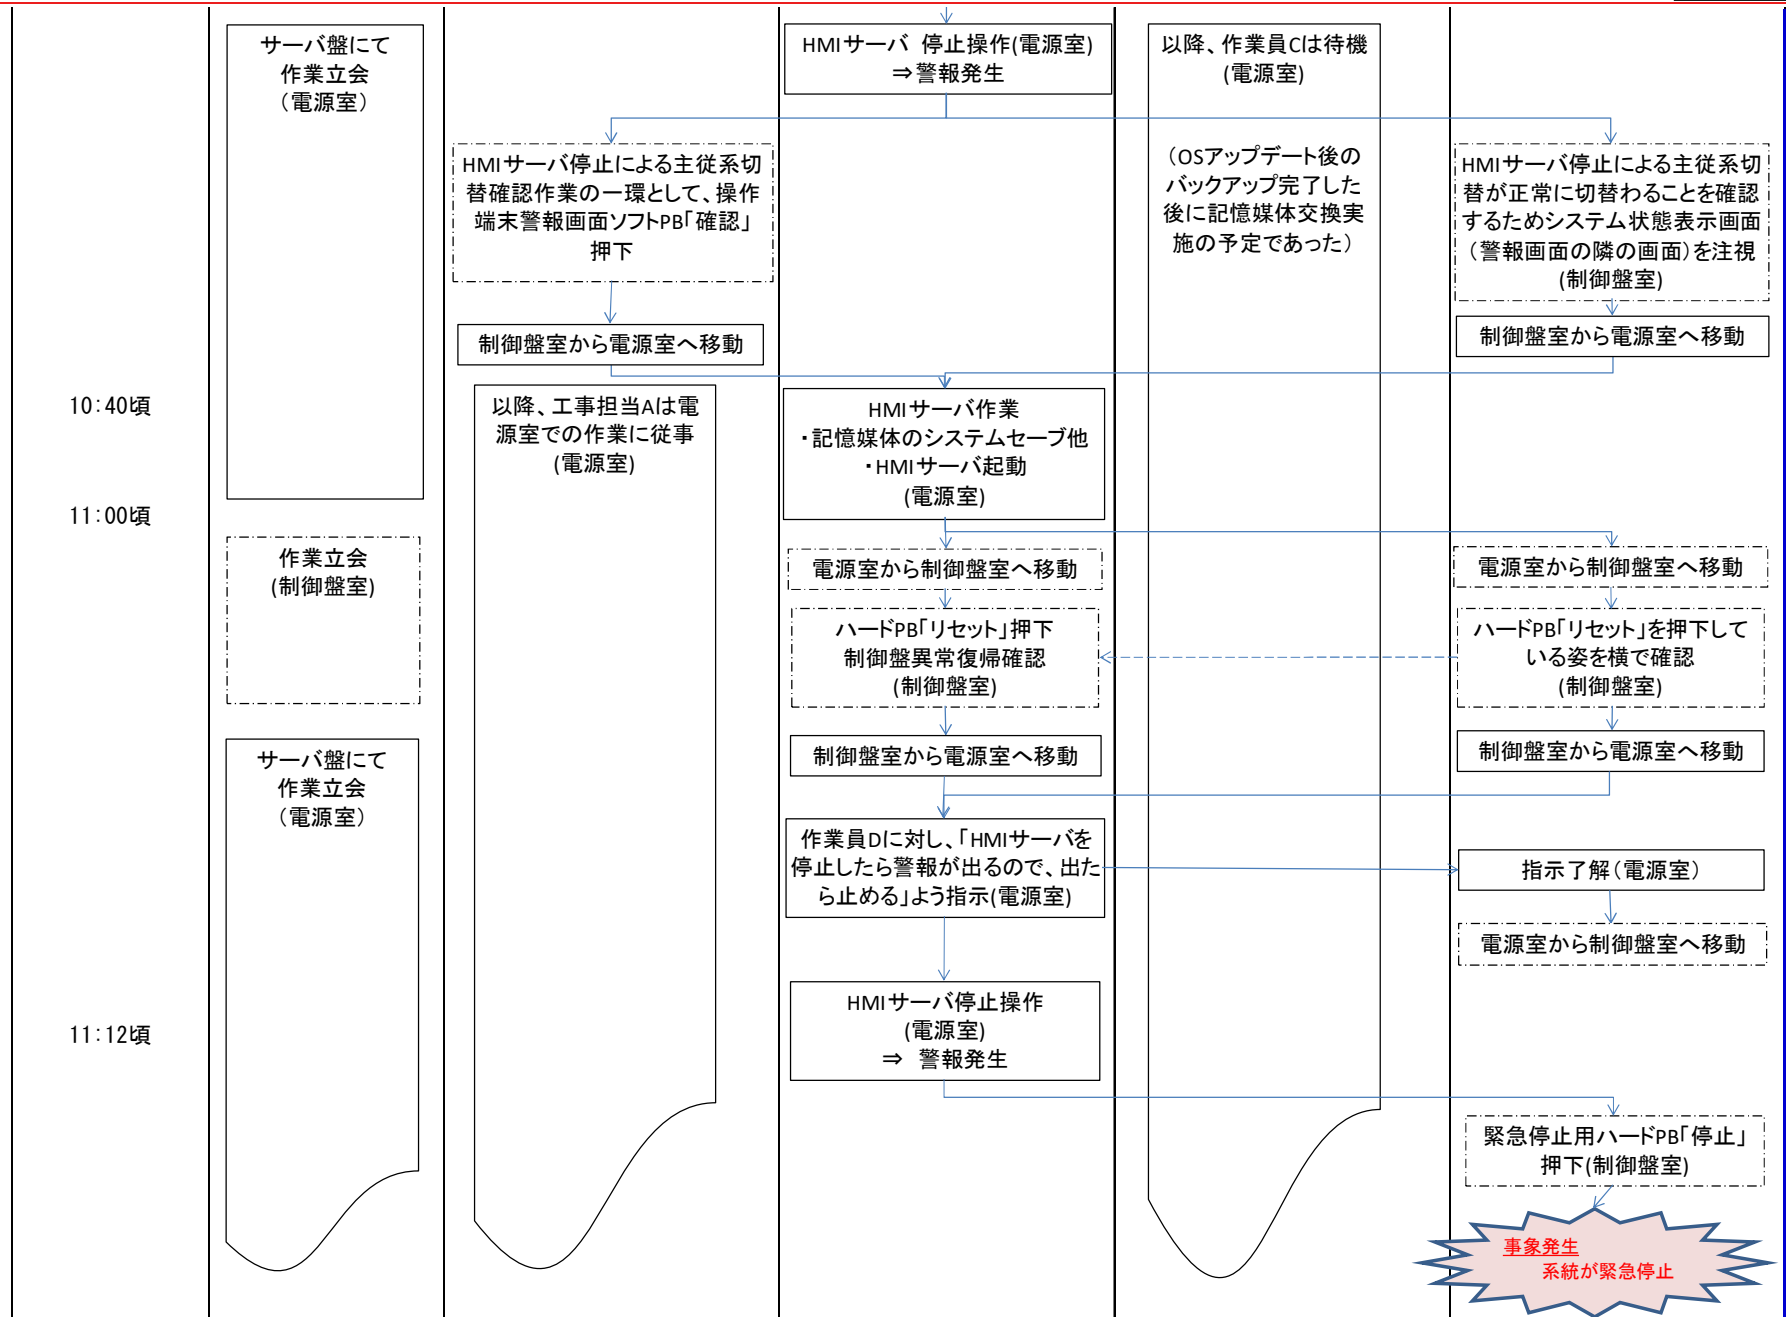 サーバ盤にて
作業立会
（電源室）
HMIサーバ 停止操作(電源室)
⇒警報発生
以降、作業員Cは待機
(電源室)
（OSアップデート後の
バックアップ完了した
後に記憶媒体交換実
施の予定であった）
HMIサーバ停止による主従系切
替確認作業の一環として、操作
端末警報画面ソフトPB「確認」
押下
HMIサーバ停止による主従系切
替が正常に切替わることを確認
するためシステム状態表示画面
（警報画面の隣の画面）を注視
(制御盤室)
制御盤室から電源室へ移動
制御盤室から電源室へ移動
10:40頃
以降、工事担当Aは電
源室での作業に従事
(電源室)
HMIサーバ作業
・記憶媒体のシステムセーブ他
・HMIサーバ起動
(電源室)
11:00頃
作業立会
(制御盤室)
電源室から制御盤室へ移動
電源室から制御盤室へ移動
ハードPB「リセット」押下
制御盤異常復帰確認
(制御盤室)
ハードPB「リセット」を押下して
いる姿を横で確認
(制御盤室)
制御盤室から電源室へ移動
制御盤室から電源室へ移動
サーバ盤にて
作業立会
（電源室）
作業員Dに対し、「HMIサーバを
停止したら警報が出るので、出た
ら止める」よう指示(電源室)
指示了解（電源室）
電源室から制御盤室へ移動
11:12頃
HMIサーバ停止操作
(電源室)
⇒ 警報発生
緊急停止用ハードPB「停止」
押下(制御盤室)
事象発生
系統が緊急停止